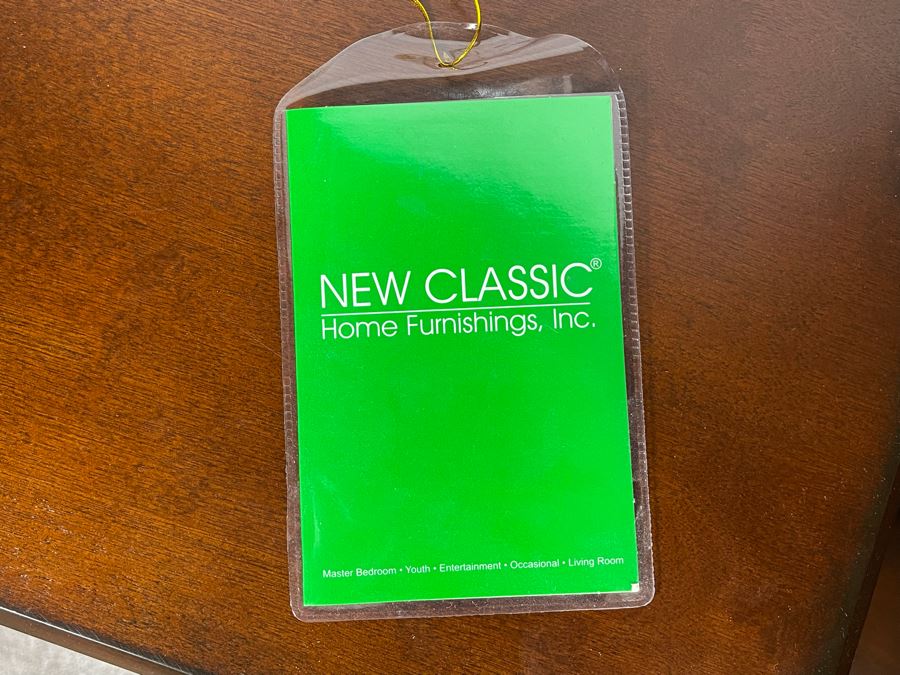 NEW CLASSIC®
Home Furnishings, Inc.
Master Bedroom • Youth • Entertainment • Occasional • Living Room